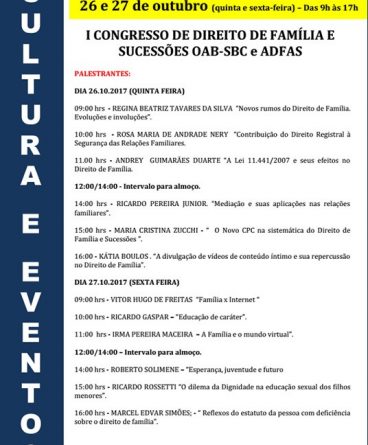 CULTURA E EVENTO
26 e 27 de outubro (quinta e sexta-feira) – Das 9h às 17h
I CONGRESSO DE DIREITO DE FAMÍLIA E
SUCESSÕES OAB-SBC e ADFAS
PALESTRANTES:
DIA 26.10.2017 (QUINTA FEIRA)
09:00 hrs - REGINA BEATRIZ TAVARES DA SILVA "Novos rumos do Direito de Família.
Evoluções e involuções".
10:00 hrs - ROSA MARIA DE ANDRADE NERY "Contribuição do Direito Registral à
Segurança das Relações Familiares.
11.00 hrs - ANDREY GUIMARÃES DUARTE "A Lei 11.441/2007 e seus efeitos no
Direito de Família.
12:00/14:00 - Intervalo para almoço.
14:00 hrs - RICARDO PEREIRA JUNIOR. "Mediação e suas aplicações nas relações
familiares".
15:00 hrs - MARIA CRISTINA ZUCCHI - " O Novo CPC na sistemática do Direito de
Família e Sucessões ".
16:00 - KÁTIA BOULOS . "A divulgação de vídeos de conteúdo íntimo e sua repercussão
no Direito de Família".
DIA 27.10.2017 (SEXTA FEIRA)
09:00 hrs - VITOR HUGO DE FREITAS "Família x Internet "
10:00 hrs - RICARDO GASPAR – "Educação de caráter".
11:00 hrs - IRMA PEREIRA MACEIRA – A Família e o mundo virtual".
12:00/14:00 – Intervalo para almoço.
14:00 hrs - ROBERTO SOLIMENE – "Esperança, juventude e futuro
15:00 hrs - RICARDO ROSSETTI "O dilema da Dignidade na educação sexual dos filhos
menores".
16:00 hrs - MARCEL EDVAR SIMÕES; - " Reflexos do estatuto da pessoa com deficiência
sobre o direito de família".